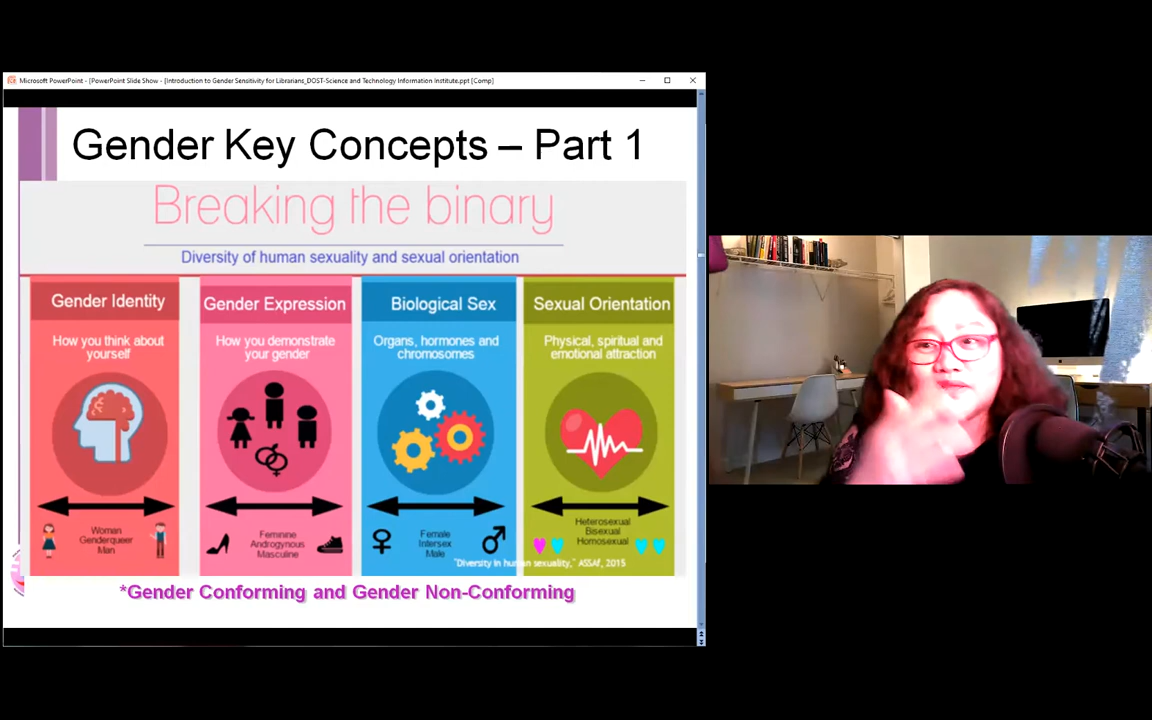 Microsoft PowerPoint - [PowerPoint Slide Show - [Introduction to Gender Sensitivity for Librarians_DOST-Science and Technology Information Institute.ppt [Comp]
Gender Key Concepts – Part 1
Breaking the binary
Diversity of human sexuality and sexual orientation
Gender Identity
How you think about
yourself
Woman
Genderqueer
Man
Gender Expression
How you demonstrate
your gender
Feminine
Androgynous
Masculine
Biological Sex
Organs, hormones and
chromosomes
Female
Intersex
Male
Sexual Orientation
Physical, spiritual and
emotional attraction
Heterosexual
Bisexual
Homosexual
"Diversity in human sexuality," ASSAf, 2015
*Gender Conforming and Gender Non-Conforming